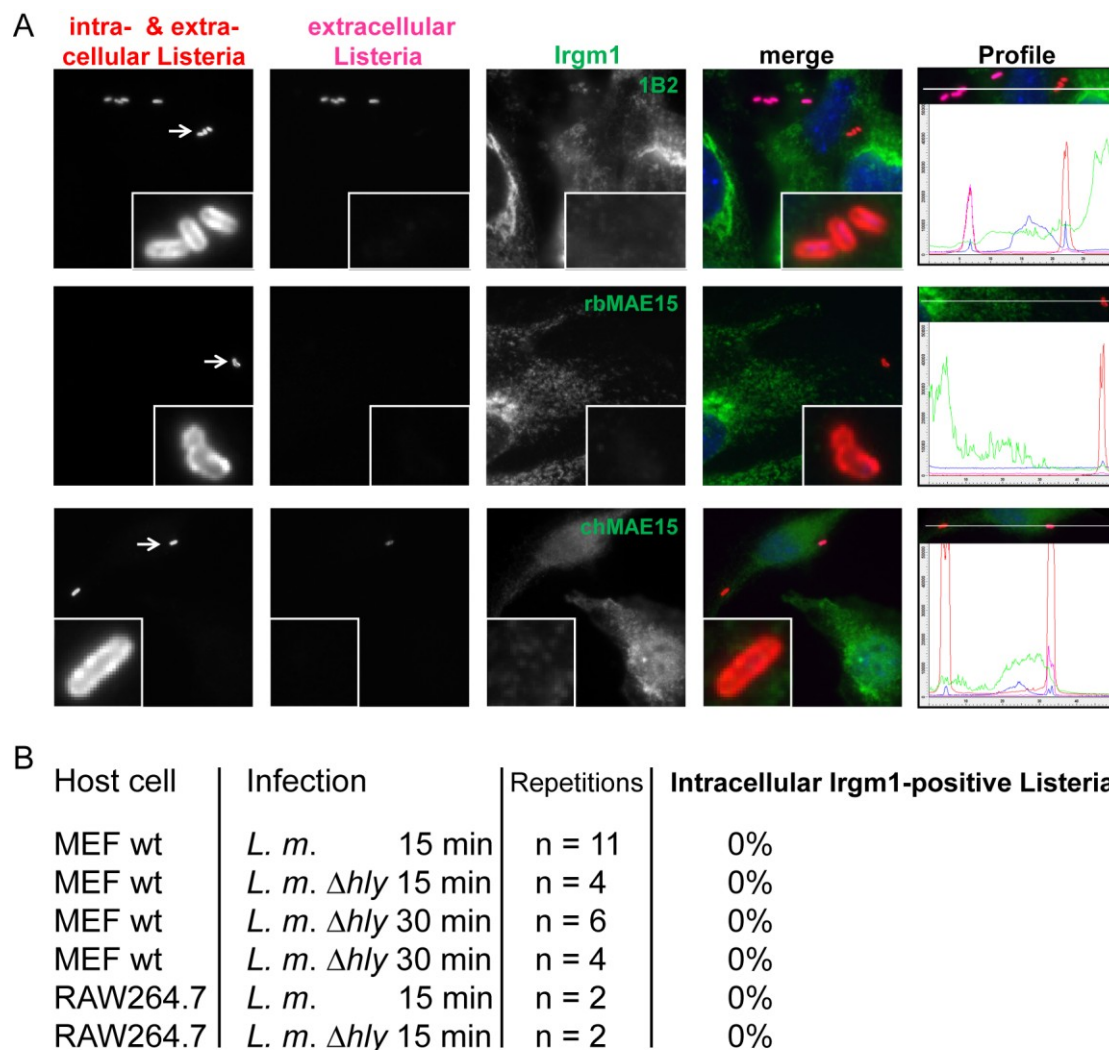 A
intra- & extra-
cellular Listeria
extracellular
Listeria
Irgm1
merge
Profile
1B2
rbMAE15
chMAE15
B
Host cell Infection Repetitions Intracellular Irgm1-positive Listeria
MEF wt L. m. 15 min n = 11 0%
MEF wt L. m. Δhly 15 min n = 4 0%
MEF wt L. m. Δhly 30 min n = 6 0%
MEF wt L. m. Δhly 30 min n = 4 0%
RAW264.7 L. m. 15 min n = 2 0%
RAW264.7 L. m. Δhly 15 min n = 2 0%